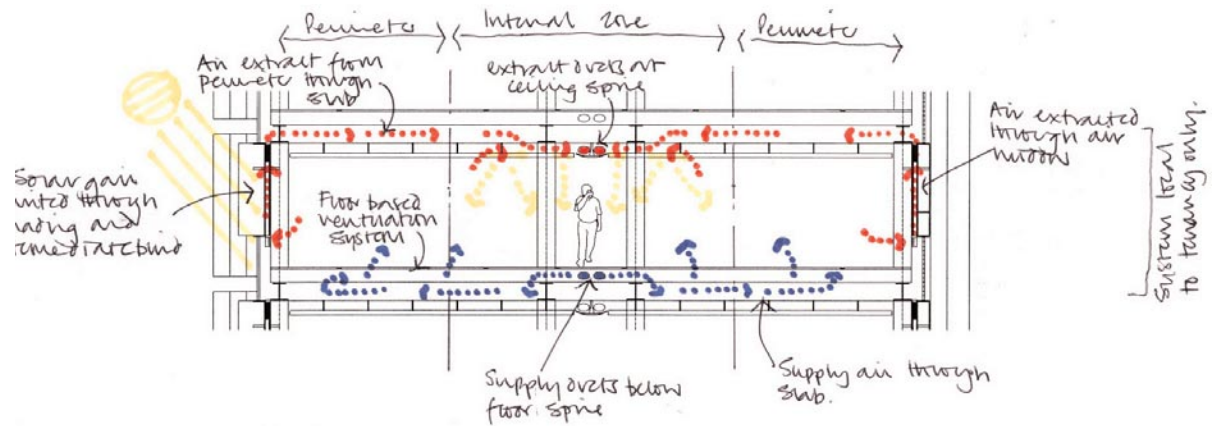 Perimeter
Internal zone
Perimeter
Air extract from
perimeter through
slab
extract ducts at
ceiling spine
Air extracted
through air
window
System local
to tenancy only.
Solar gain
through
and
blind
Floor based
ventilation
system
Supply ducts below
floor spine
Supply air through
slab.